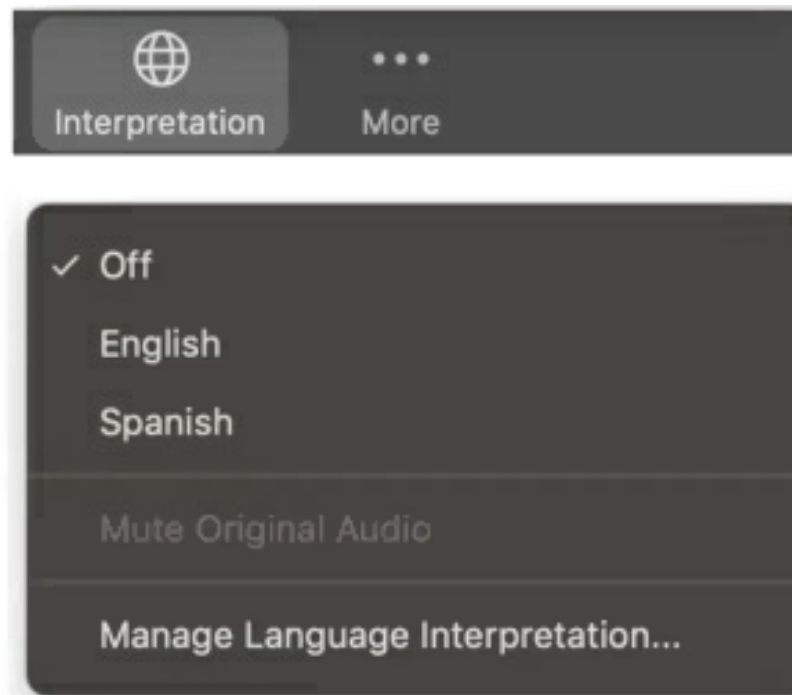 Interpretation More
Off
English
Spanish
Mute Original Audio
Manage Language Interpretation...